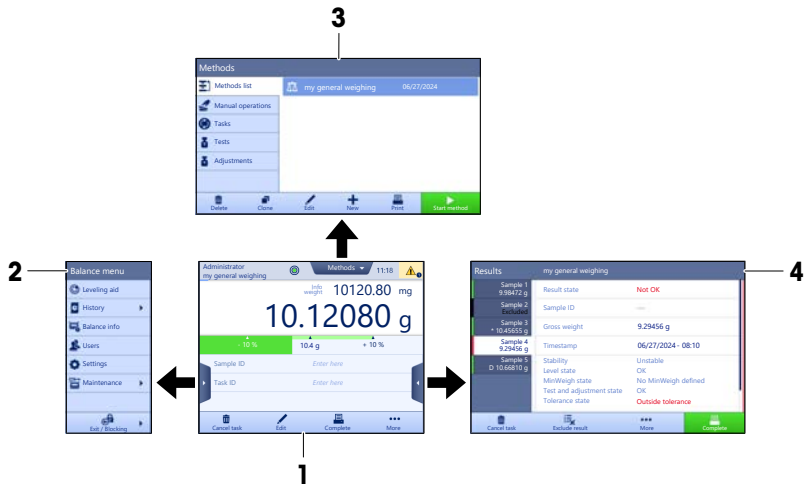 3
Methods
Methods list
my general weighing 06/27/2024
Manual operations
Tasks
Tests
Adjustments
Delete Clone Edit New Print Start method
2
Balance menu
Leveling aid
History
Balance info
Users
Settings
Maintenance
Exit / Blocking
Administrator
my general weighing
Methods 11:18
Info weight 10120.80 mg
10.12080 g
- 10 % 10.4 g + 10 %
Sample ID Enter here
Task ID Enter here
Cancel task Edit Complete More
1
4
Results my general weighing
Sample 1
9.98472 g
Sample 2
Excluded
Sample 3
* 10.45655 g
Sample 4
9.29456 g
Sample 5
D 10.66810 g
Result state Not OK
Sample ID ---
Gross weight 9.29456 g
Timestamp 06/27/2024 - 08:10
Stability Unstable
Level state OK
MinWeigh state No MinWeigh defined
Test and adjustment state OK
Tolerance state Outside tolerance
Cancel task Exclude result More Complete